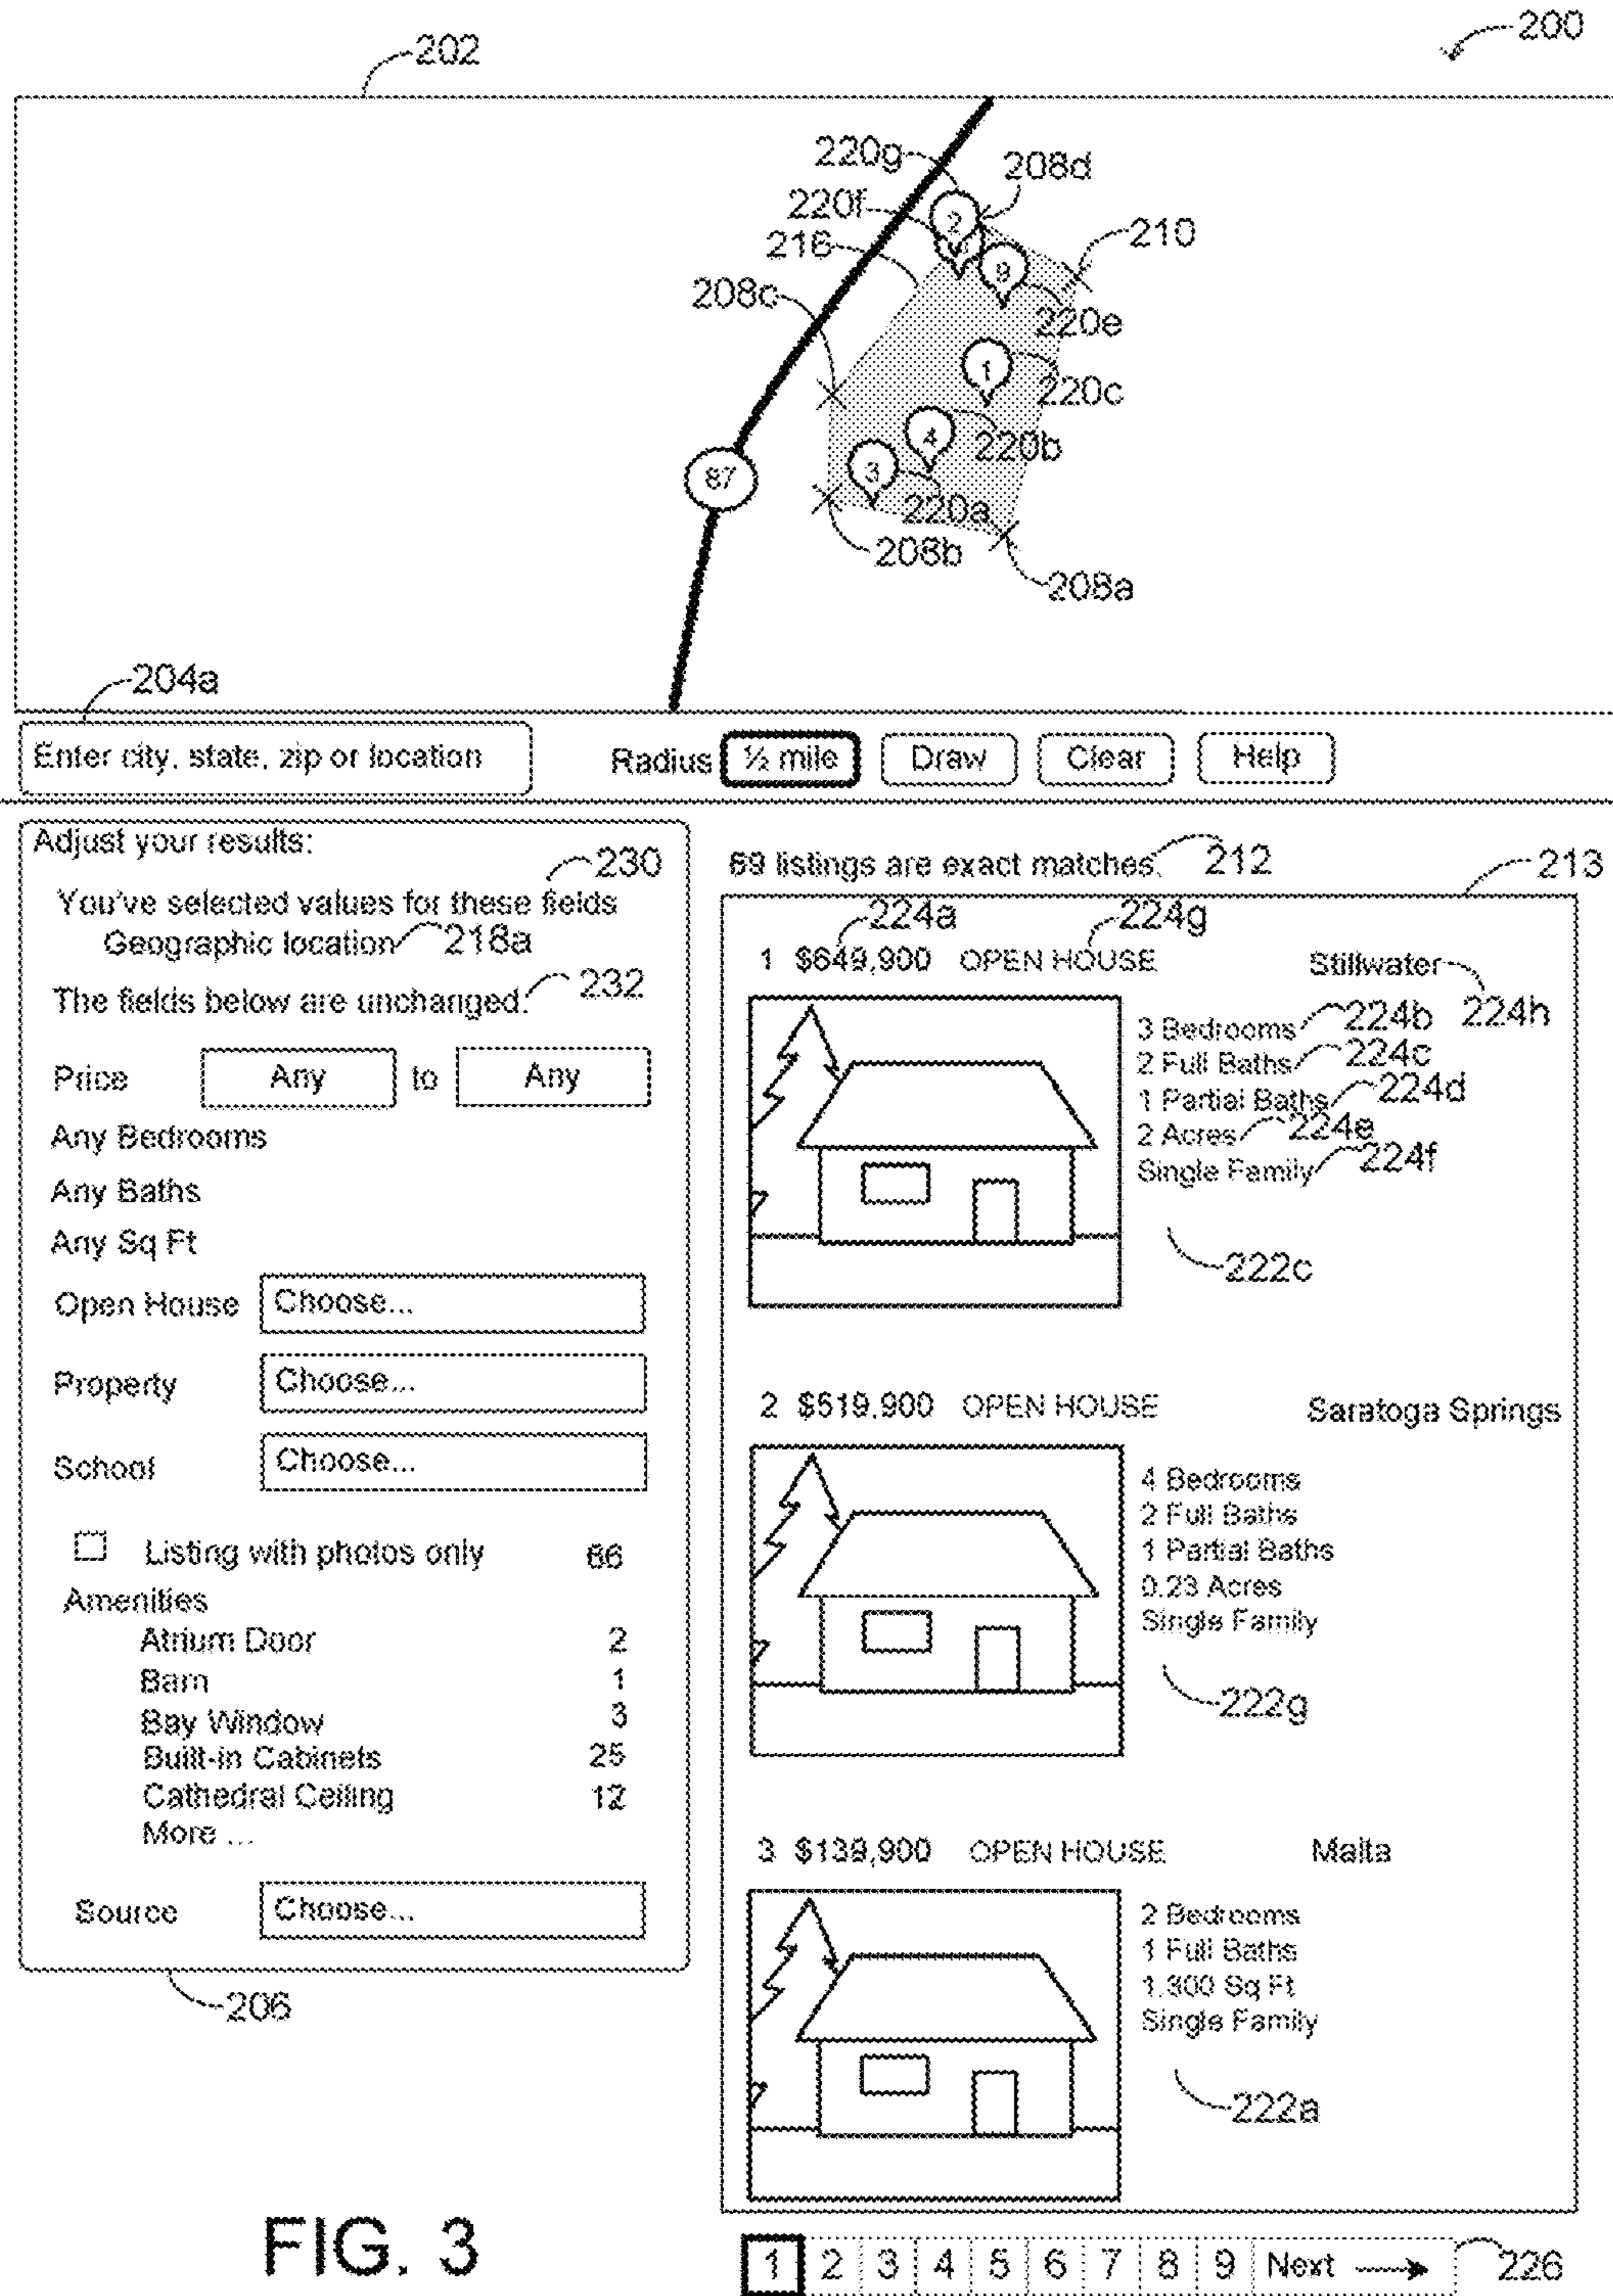 200
202
220g
208d
220f
2
210
216
9
208c
220e
1
220c
4
220b
87
3
220a
208b
208a
204a
Enter city, state, zip or location Radius ½ mile Draw Clear Help
Adjust your results:
230
69 listings are exact matches. 212
213
You've selected values for these fields
224a 224g
Geographic location 218a
1 $649,900 OPEN HOUSE Stillwater
The fields below are unchanged: 232
224h
3 Bedrooms 224b
2 Full Baths 224c
1 Partial Baths 224d
2 Acres 224e
Single Family 224f
222c
Price Any to Any
Any Bedrooms
Any Baths
Any Sq Ft
Open House Choose...
Property Choose...
School Choose...
Listing with photos only 66
Amenities
Atrium Door 2
Barn 1
Bay Window 3
Built-in Cabinets 25
Cathedral Ceiling 12
More ...
Source Choose...
206
2 $519,900 OPEN HOUSE Saratoga Springs
4 Bedrooms
2 Full Baths
1 Partial Baths
0.23 Acres
Single Family
222g
3 $139,900 OPEN HOUSE Malta
2 Bedrooms
1 Full Baths
1,300 Sq Ft
Single Family
222a
FIG. 3
1 2 3 4 5 6 7 8 9 Next 226